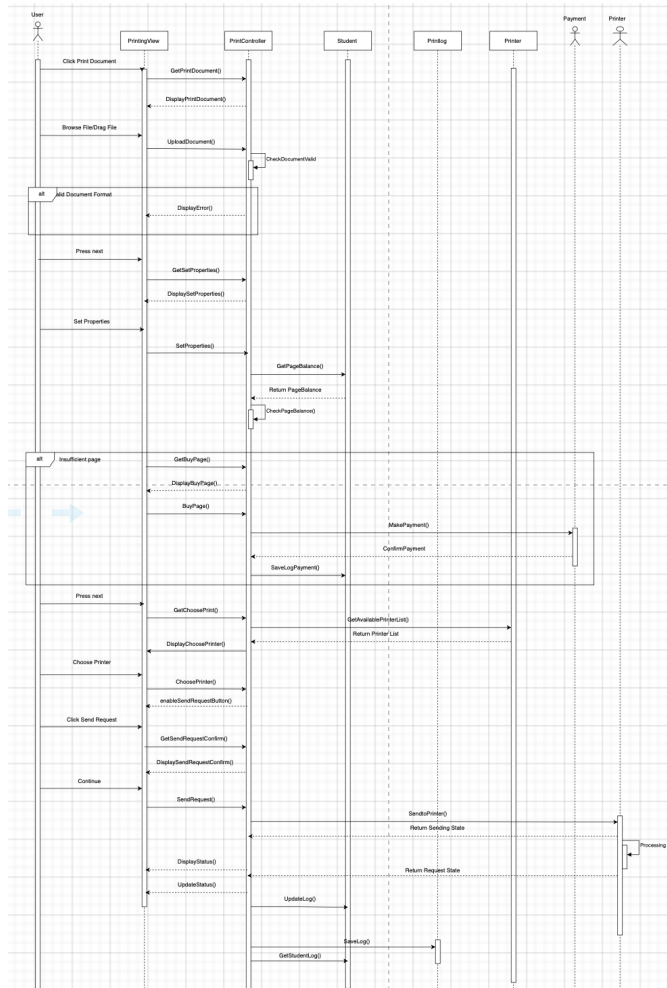 User
Payment
Printer
PrintingView
PrintController
Student
Printlog
Printer
Click Print Document
GetPrintDocument()
DisplayPrintDocument()
Browse File/Drag File
UploadDocument()
CheckDocumentValid
alt
alid Document Format
DisplayError()
Press next
GetSetProperties()
DisplaySetProperties()
Set Properties
SetProperties()
GetPageBalance()
Return PageBalance
CheckPageBalance()
alt
Insufficient page
GetBuyPage()
DisplayBuyPage()
BuyPage()
MakePayment()
ConfirmPayment
SaveLogPayment()
Press next
GetChoosePrint()
GetAvailablePrinterList()
Return Printer List
DisplayChoosePrinter()
Choose Printer
ChoosePrinter()
enableSendRequestButton()
Click Send Request
GetSendRequestConfirm()
DisplaySendRequestConfirm()
Continue
SendRequest()
SendtoPrinter()
Return Sending State
Processing
DisplayStatus()
Return Request State
UpdateStatus()
UpdateLog()
SaveLog()
GetStudentLog()